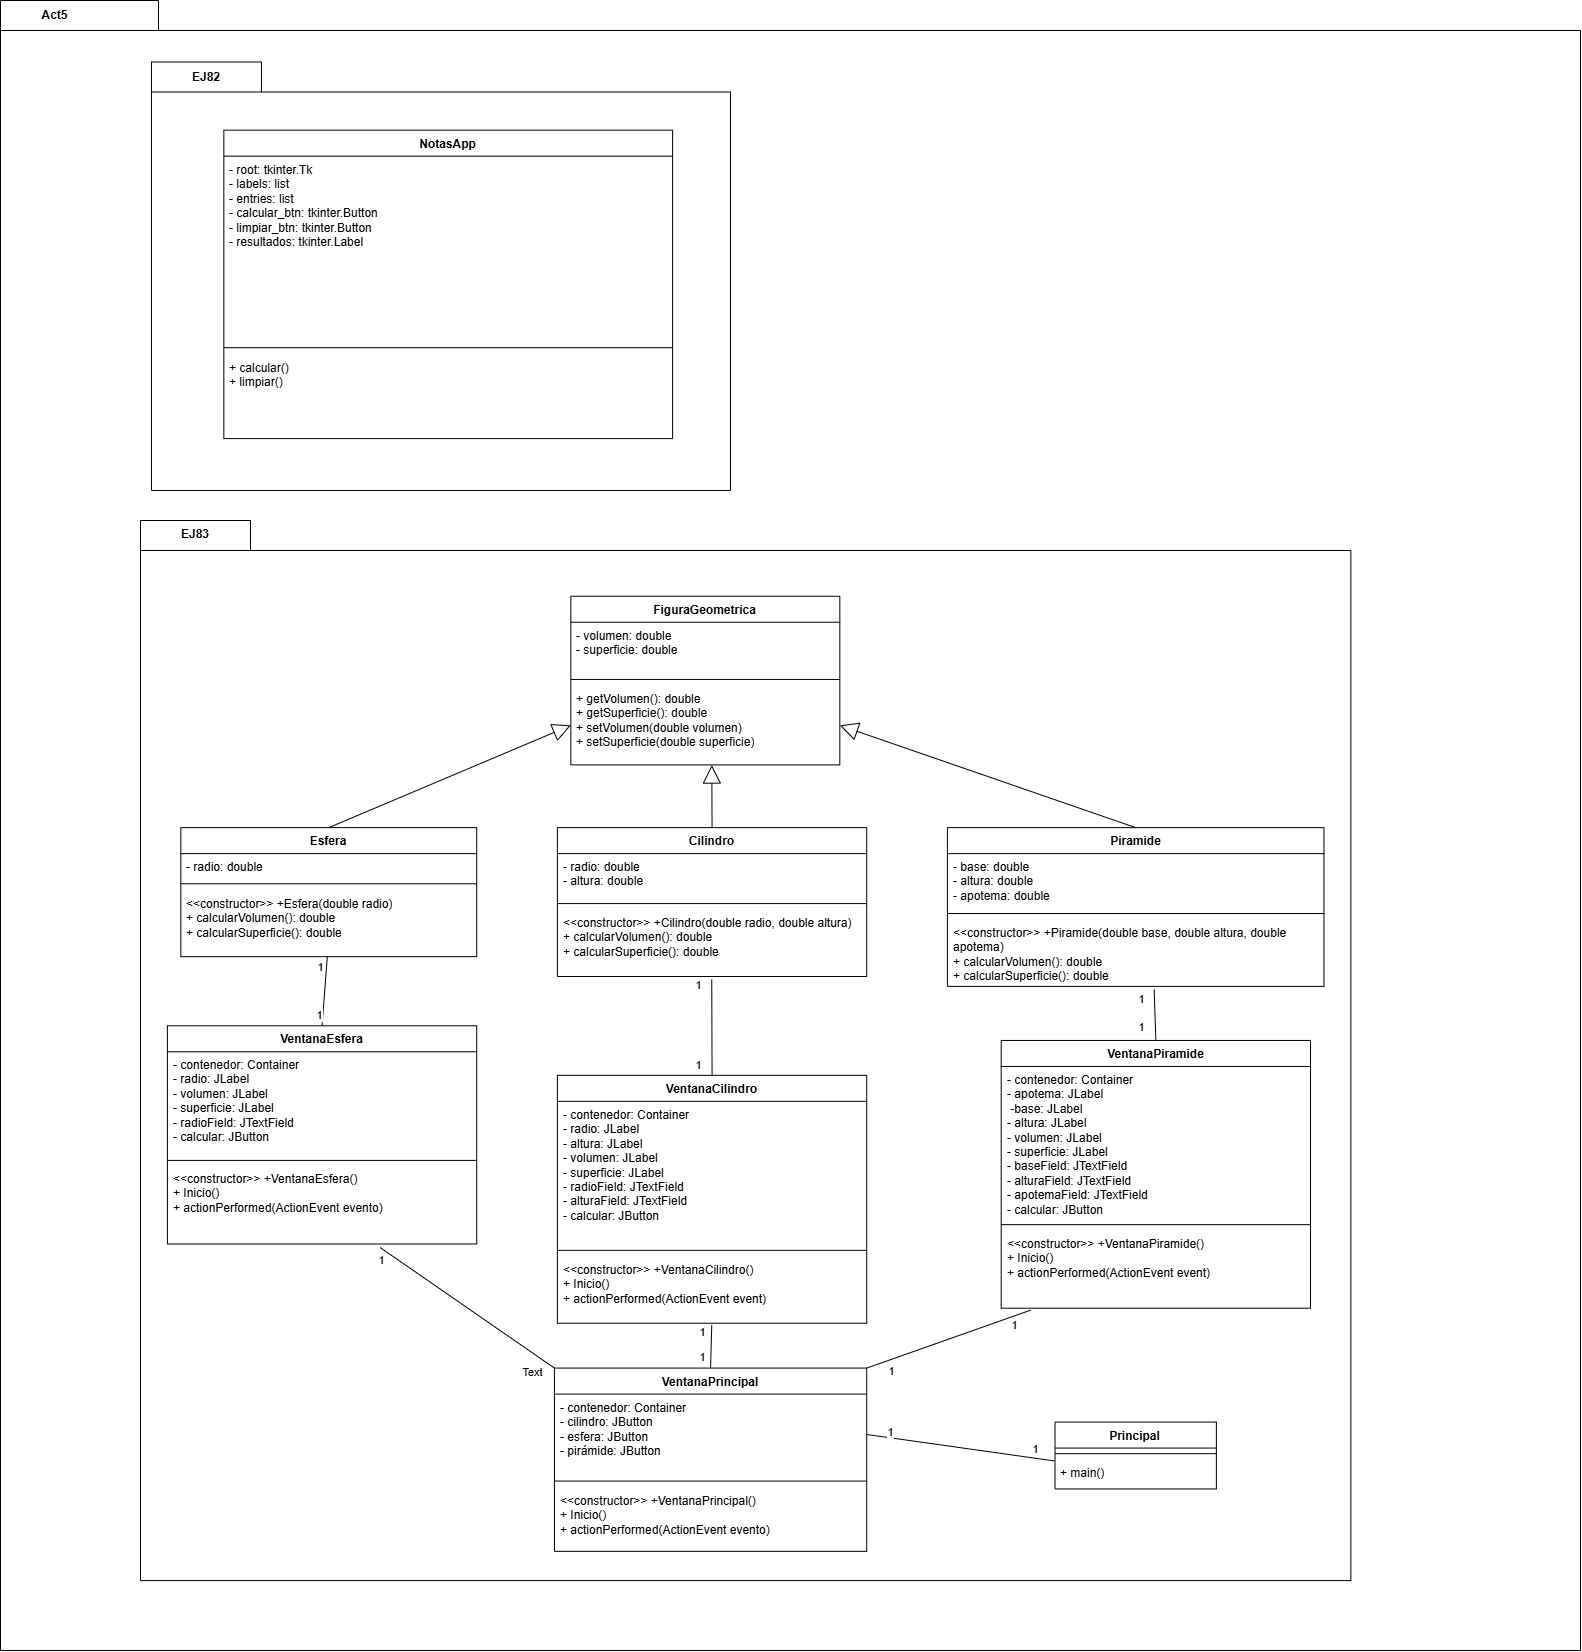 Act5
EJ82
NotasApp
- root: tkinter.Tk
- labels: list
- entries: list
- calcular_btn: tkinter.Button
- limpiar_btn: tkinter.Button
- resultados: tkinter.Label
+ calcular()
+ limpiar()
EJ83
FiguraGeometrica
- volumen: double
- superficie: double
+ getVolumen(): double
+ getSuperficie(): double
+ setVolumen(double volumen)
+ setSuperficie(double superficie)
Esfera
- radio: double
<<constructor>> +Esfera(double radio)
+ calcularVolumen(): double
+ calcularSuperficie(): double
Cilindro
- radio: double
- altura: double
<<constructor>> +Cilindro(double radio, double altura)
+ calcularVolumen(): double
+ calcularSuperficie(): double
Piramide
- base: double
- altura: double
- apotema: double
<<constructor>> +Piramide(double base, double altura, double
apotema)
+ calcularVolumen(): double
+ calcularSuperficie(): double
1
1
1
1
1
1
VentanaEsfera
- contenedor: Container
- radio: JLabel
- volumen: JLabel
- superficie: JLabel
- radioField: JTextField
- calcular: JButton
<<constructor>> +VentanaEsfera()
+ Inicio()
+ actionPerformed(ActionEvent evento)
VentanaCilindro
- contenedor: Container
- radio: JLabel
- altura: JLabel
- volumen: JLabel
- superficie: JLabel
- radioField: JTextField
- alturaField: JTextField
- calcular: JButton
<<constructor>> +VentanaCilindro()
+ Inicio()
+ actionPerformed(ActionEvent event)
VentanaPiramide
- contenedor: Container
- apotema: JLabel
-base: JLabel
- altura: JLabel
- volumen: JLabel
- superficie: JLabel
- baseField: JTextField
- alturaField: JTextField
- apotemaField: JTextField
- calcular: JButton
<<constructor>> +VentanaPiramide()
+ Inicio()
+ actionPerformed(ActionEvent event)
1
1
1
1
Text
1
VentanaPrincipal
- contenedor: Container
- cilindro: JButton
- esfera: JButton
- pirámide: JButton
<<constructor>> +VentanaPrincipal()
+ Inicio()
+ actionPerformed(ActionEvent evento)
1
1
Principal
+ main()